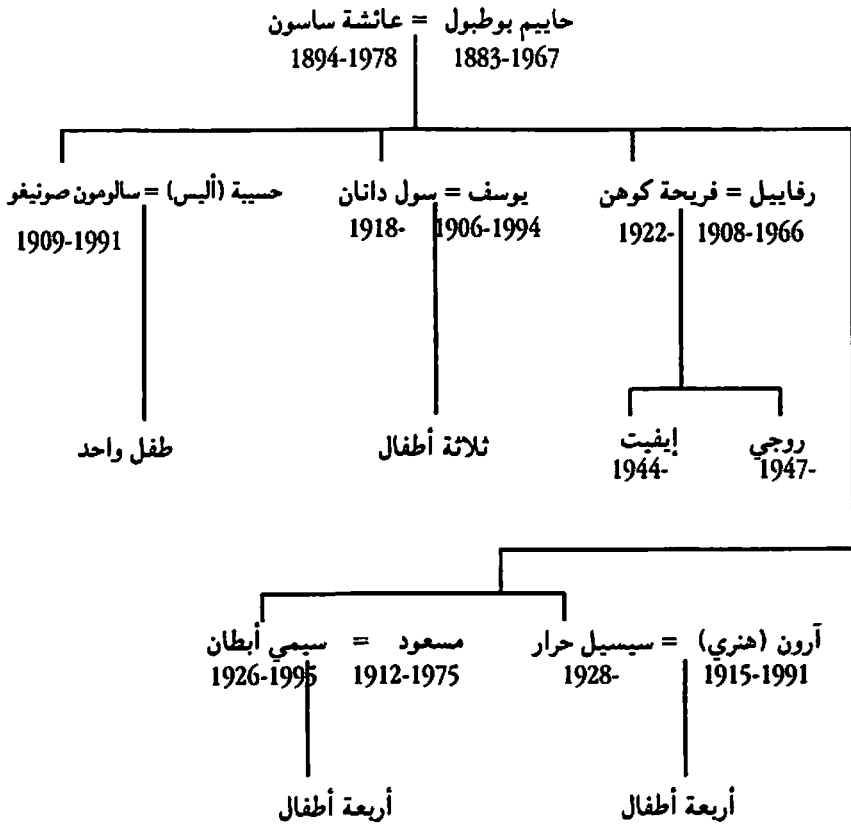 حاييم بوطبول = عائشة ساسون
1883-1967 1894-1978
رفاييل = فريحة كوهن يوسف = سول دانان حسيبة (أليس) = سالومون صونيغو
1908-1966 1922- 1906-1994 1918- 1909-1991
روجي إيفيت ثلاثة أطفال طفل واحد
1947- 1944-
آرون (هنري) = سيسيل حرار مسعود = سيمي أبطان
1915-1991 1928- 1912-1975 1926-1995
أربعة أطفال أربعة أطفال